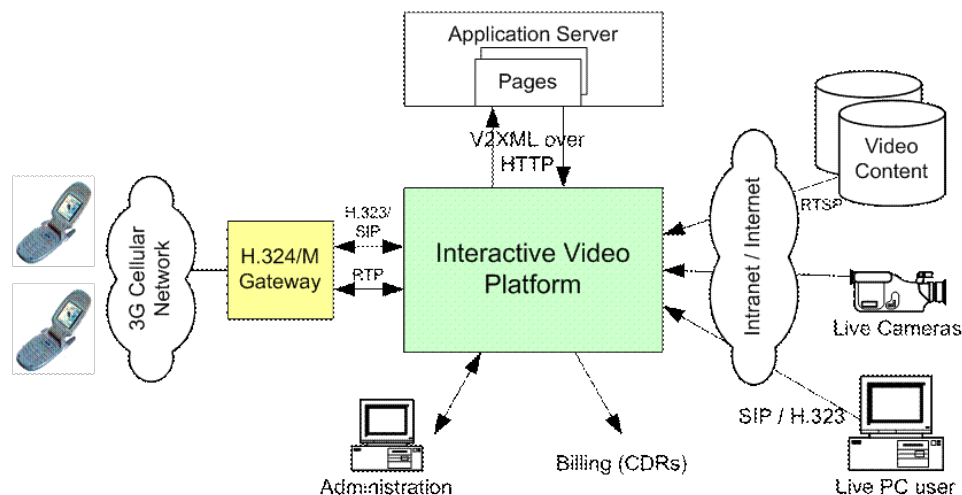 Application Server
Pages
V2XML over
HTTP
Video
Content
RTSP
3G Cellular
Network
H.324/M
Gateway
H.323/
SIP
RTP
Interactive Video
Platform
Intranet / Internet
Live Cameras
SIP / H.323
Live PC user
Administration
Billing (CDRs)